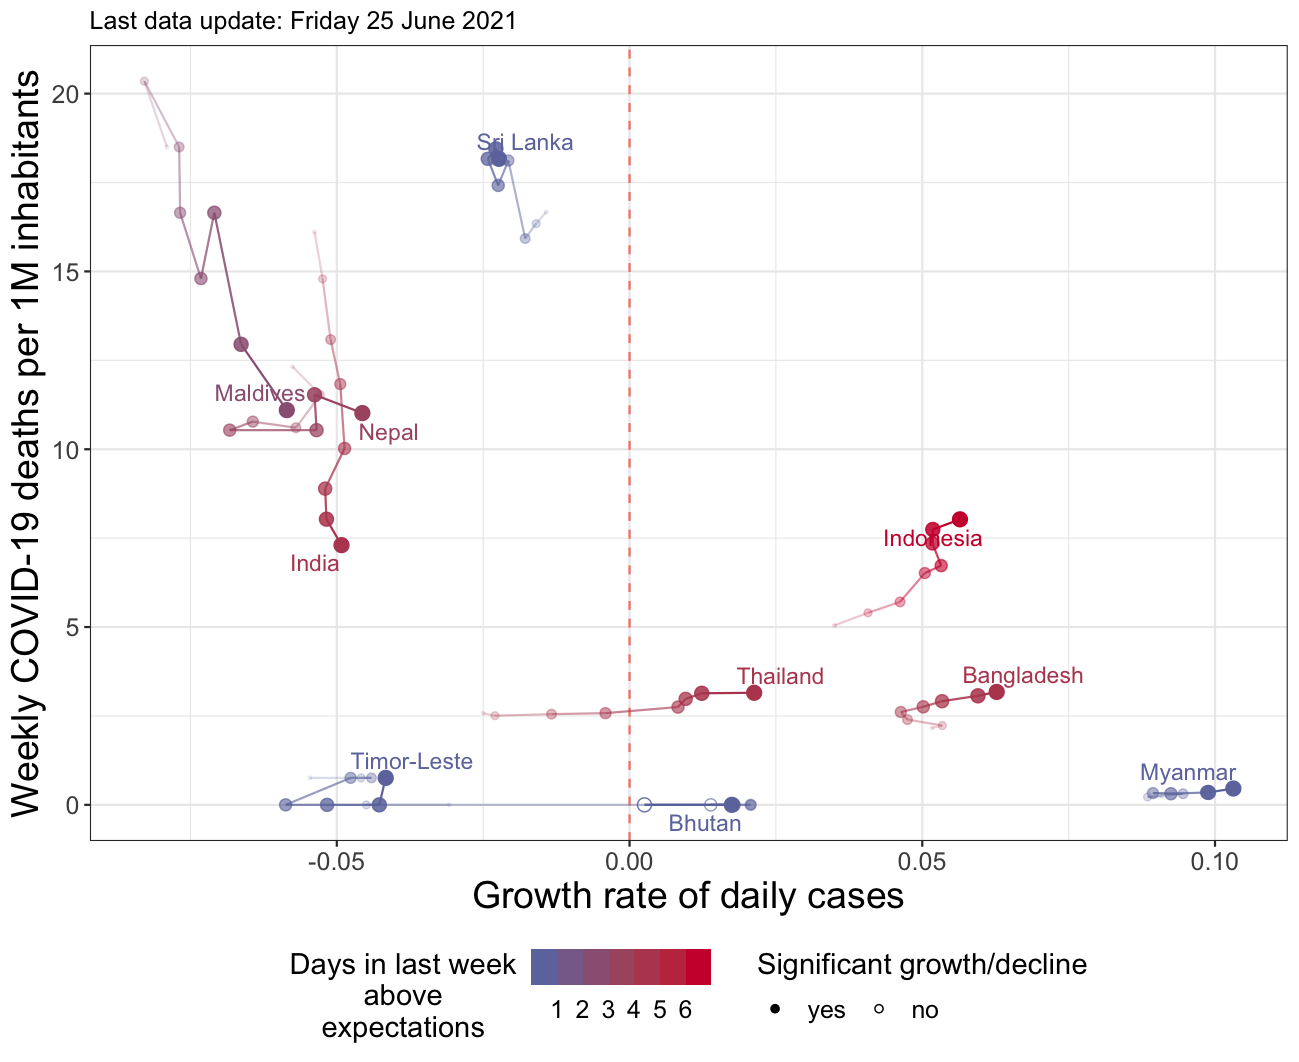 Last data update: Friday 25 June 2021
Weekly COVID-19 deaths per 1M inhabitants
20
15
10
5
0
Sri Lanka
Maldives
Nepal
India
Indonesia
Thailand
Bangladesh
Timor-Leste
Myanmar
Bhutan
-0.05
0.00
0.05
0.10
Growth rate of daily cases
Days in last week
above
expectations
1 2 3 4 5 6
Significant growth/decline
yes no